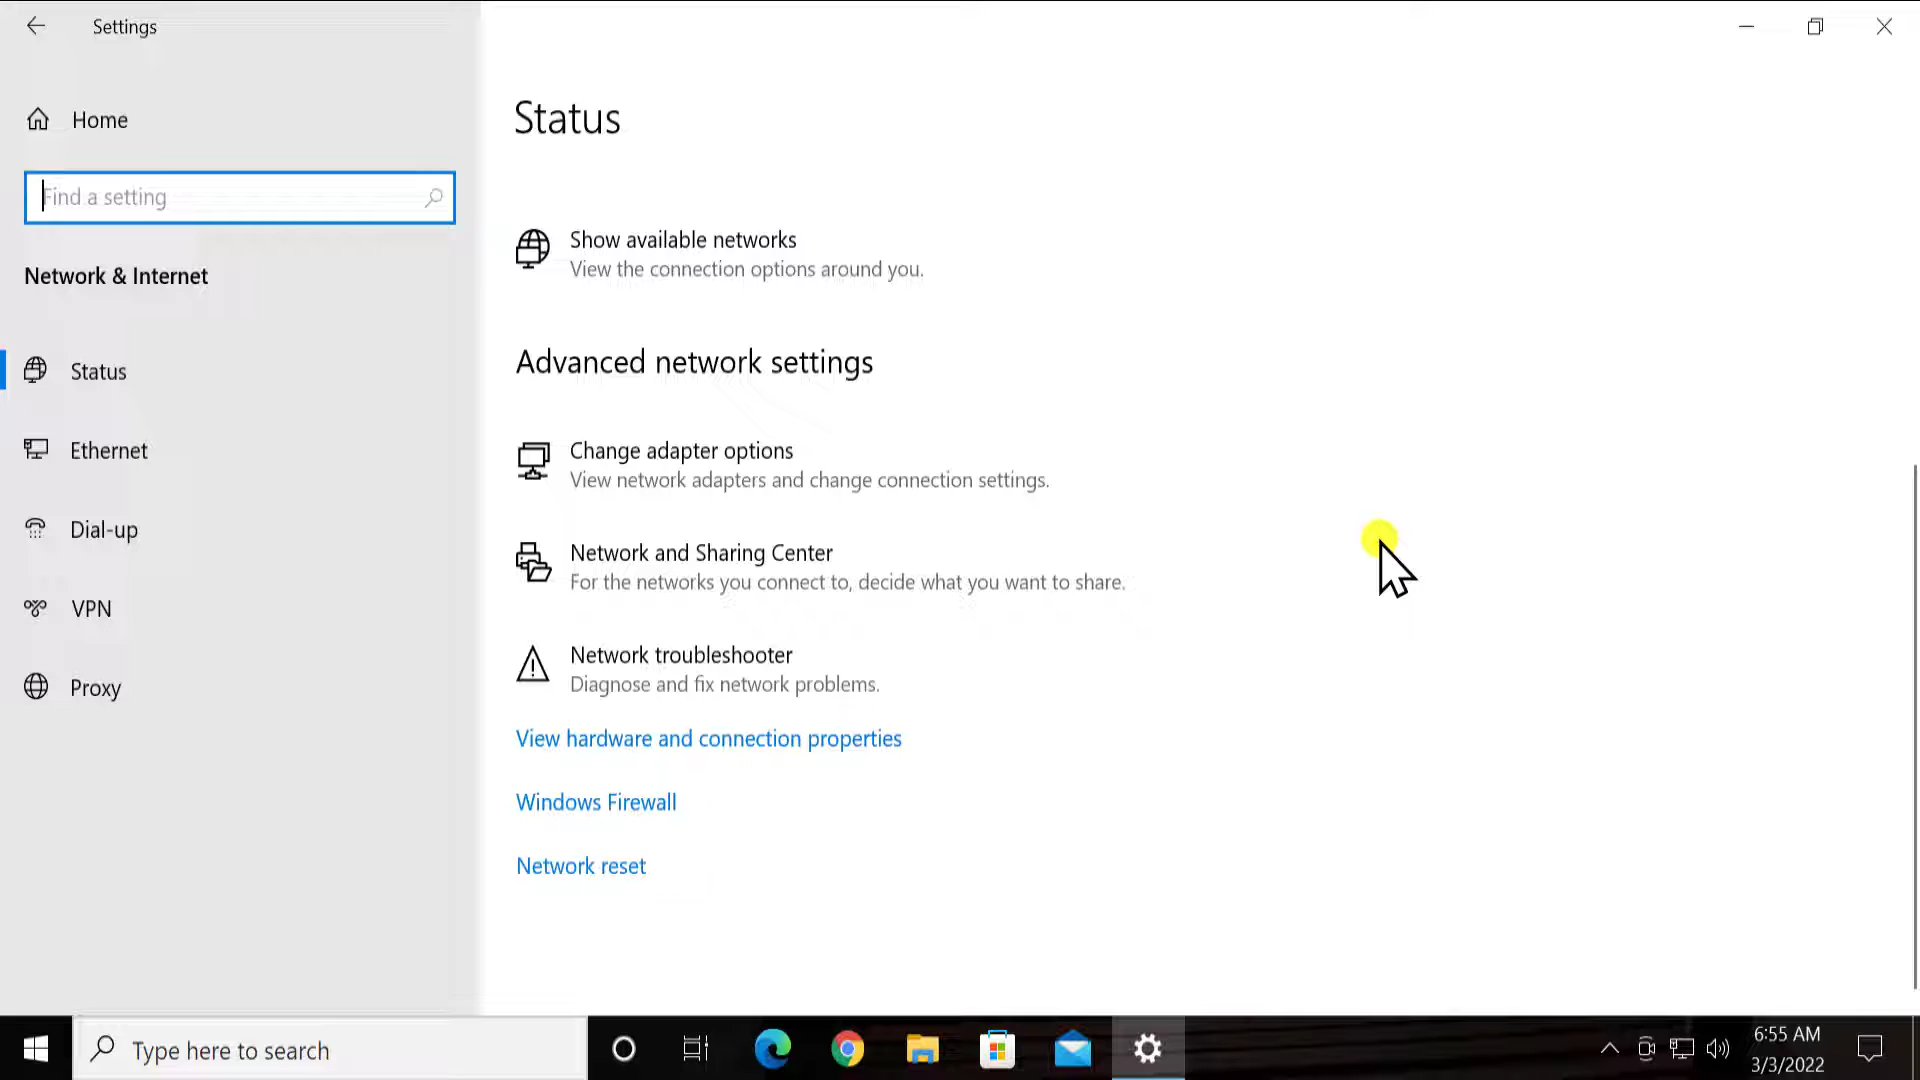 Settings
Home
Find a setting
Network & Internet
Status
Ethernet
Dial-up
VPN
Proxy
Status
Show available networks
View the connection options around you.
Advanced network settings
Change adapter options
View network adapters and change connection settings.
Network and Sharing Center
For the networks you connect to, decide what you want to share.
Network troubleshooter
Diagnose and fix network problems.
View hardware and connection properties
Windows Firewall
Network reset
Type here to search
6:55 AM
3/3/2022